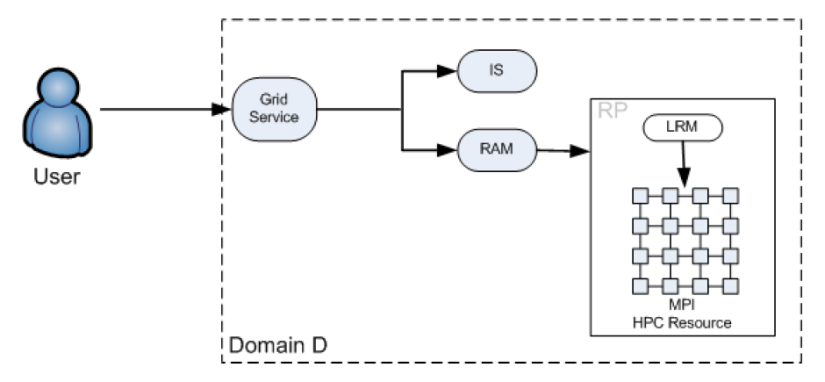 User
Grid
Service
IS
RAM
RP
LRM
MPI
HPC Resource
Domain D